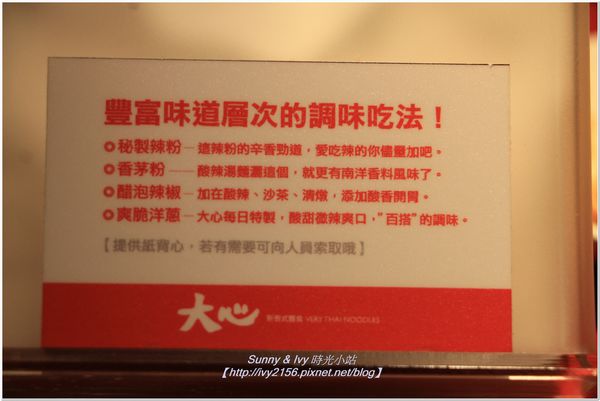 豐富味道層次的調味吃法！
秘製辣粉—這辣粉的辛香勁道，愛吃辣的你儘量加吧。
香茅粉——酸辣湯麵灑這個，就更有南洋香料風味了。
醋泡辣椒—加在酸辣、沙茶、清燉，添加酸香開胃。
爽脆洋蔥—大心每日特製，酸甜微辣爽口，"百搭"的調味。
【提供紙背心，若有需要可向人員索取哦】
大心 新泰式麵食 VERY THAI NOODLES
Sunny & Ivy 時光小站
【http://ivy2156.pixnet.net/blog】